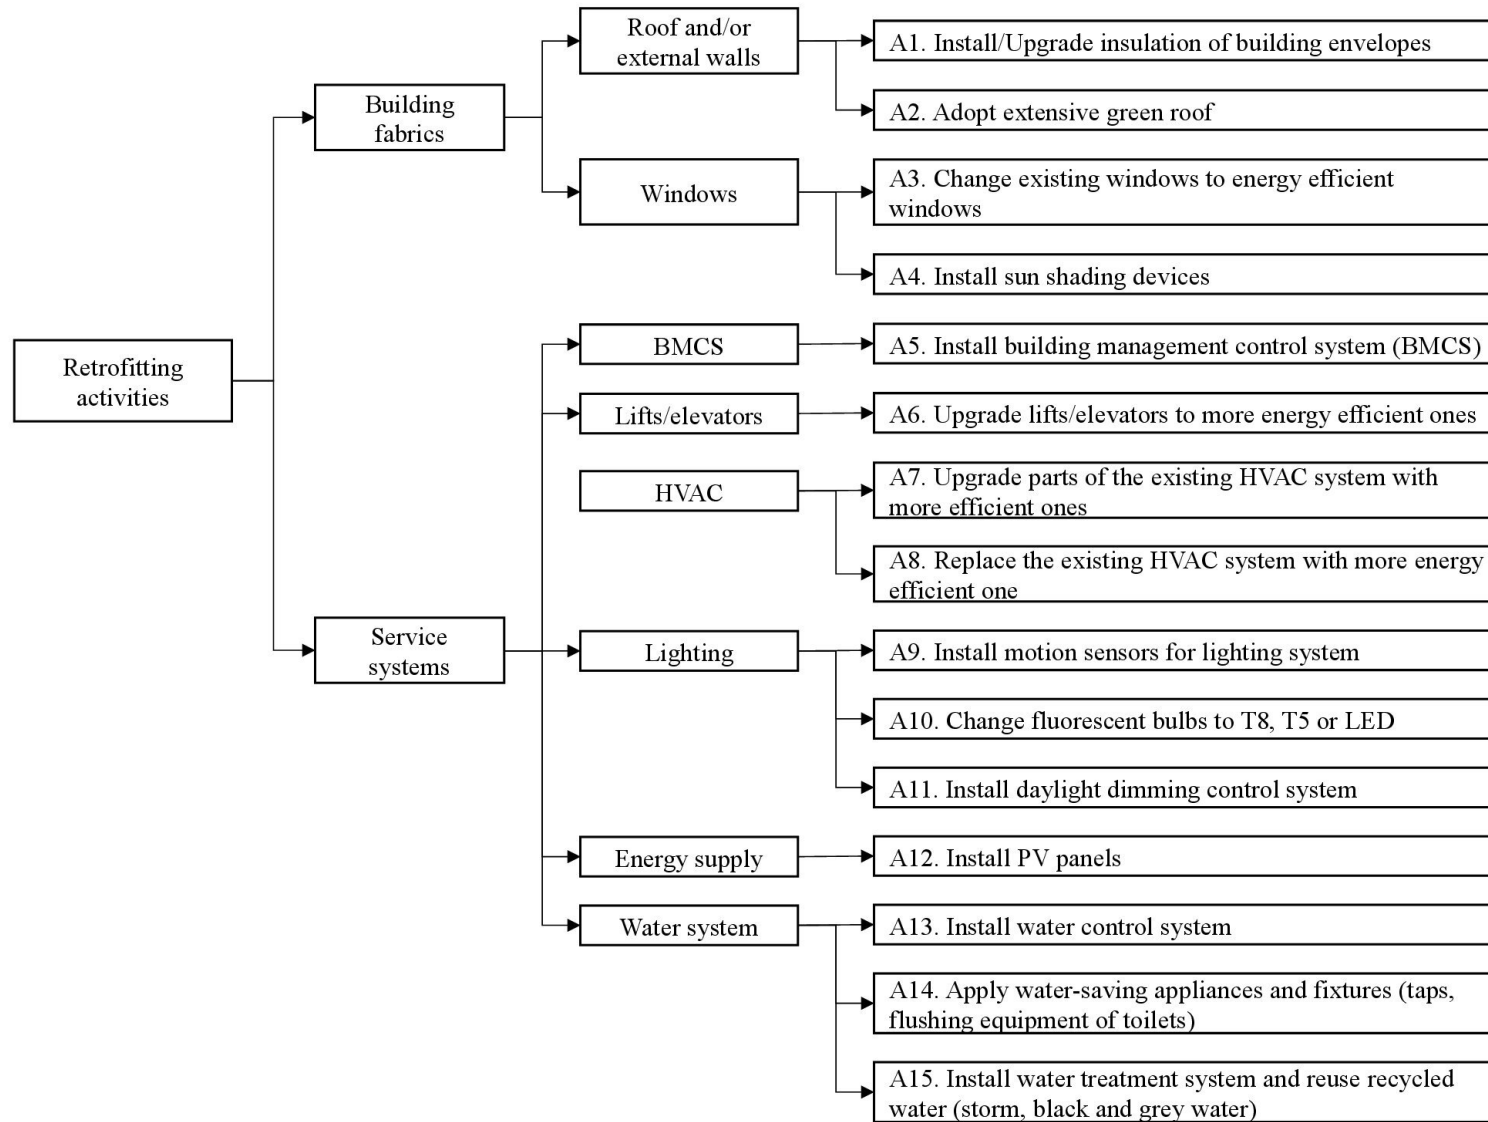 Roof and/or
external walls
A1. Install/Upgrade insulation of building envelopes
Building
fabrics
A2. Adopt extensive green roof
Windows
A3. Change existing windows to energy efficient
windows
A4. Install sun shading devices
Retrofitting
activities
BMCS
A5. Install building management control system (BMCS)
Lifts/elevators
A6. Upgrade lifts/elevators to more energy efficient ones
HVAC
A7. Upgrade parts of the existing HVAC system with
more efficient ones
A8. Replace the existing HVAC system with more energy
efficient one
Service
systems
Lighting
A9. Install motion sensors for lighting system
A10. Change fluorescent bulbs to T8, T5 or LED
A11. Install daylight dimming control system
Energy supply
A12. Install PV panels
Water system
A13. Install water control system
A14. Apply water-saving appliances and fixtures (taps,
flushing equipment of toilets)
A15. Install water treatment system and reuse recycled
water (storm, black and grey water)